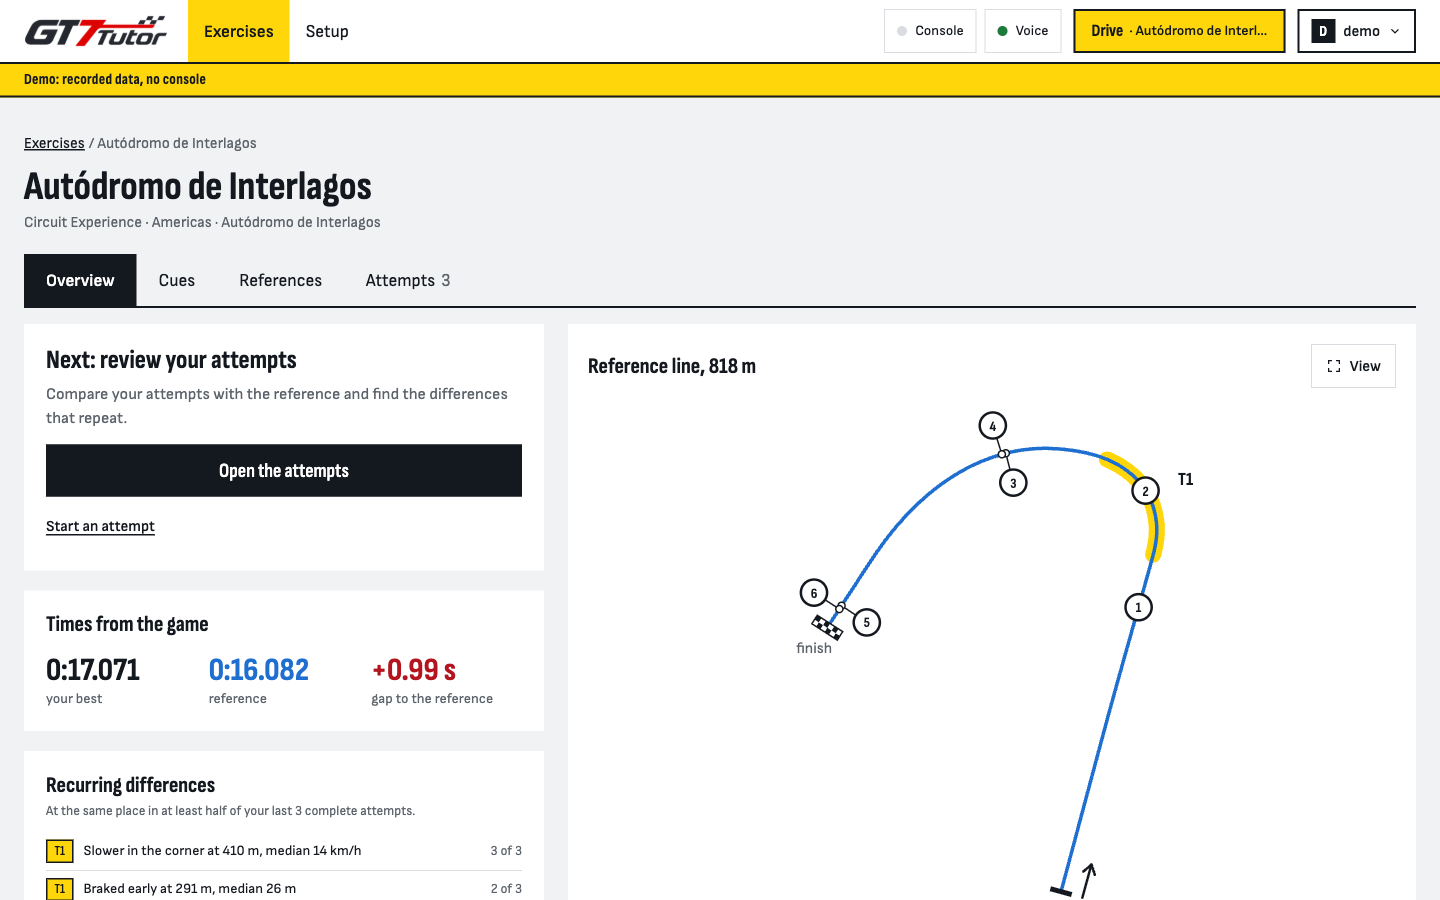 GT7Tutor
Exercises
Setup
Console
Voice
Drive · Autódromo de Interl...
D
demo
Demo: recorded data, no console
Exercises / Autódromo de Interlagos
Autódromo de Interlagos
Circuit Experience · Americas · Autódromo de Interlagos
Overview
Cues
References
Attempts 3
Next: review your attempts
Compare your attempts with the reference and find the differences
that repeat.
Open the attempts
Start an attempt
Times from the game
0:17.071
0:16.082
+0.99 s
your best
reference
gap to the reference
Recurring differences
At the same place in at least half of your last 3 complete attempts.
T1 Slower in the corner at 410 m, median 14 km/h 3 of 3
T1 Braked early at 291 m, median 26 m 2 of 3
Reference line, 818 m
View
4
3
2
T1
1
6
5
finish